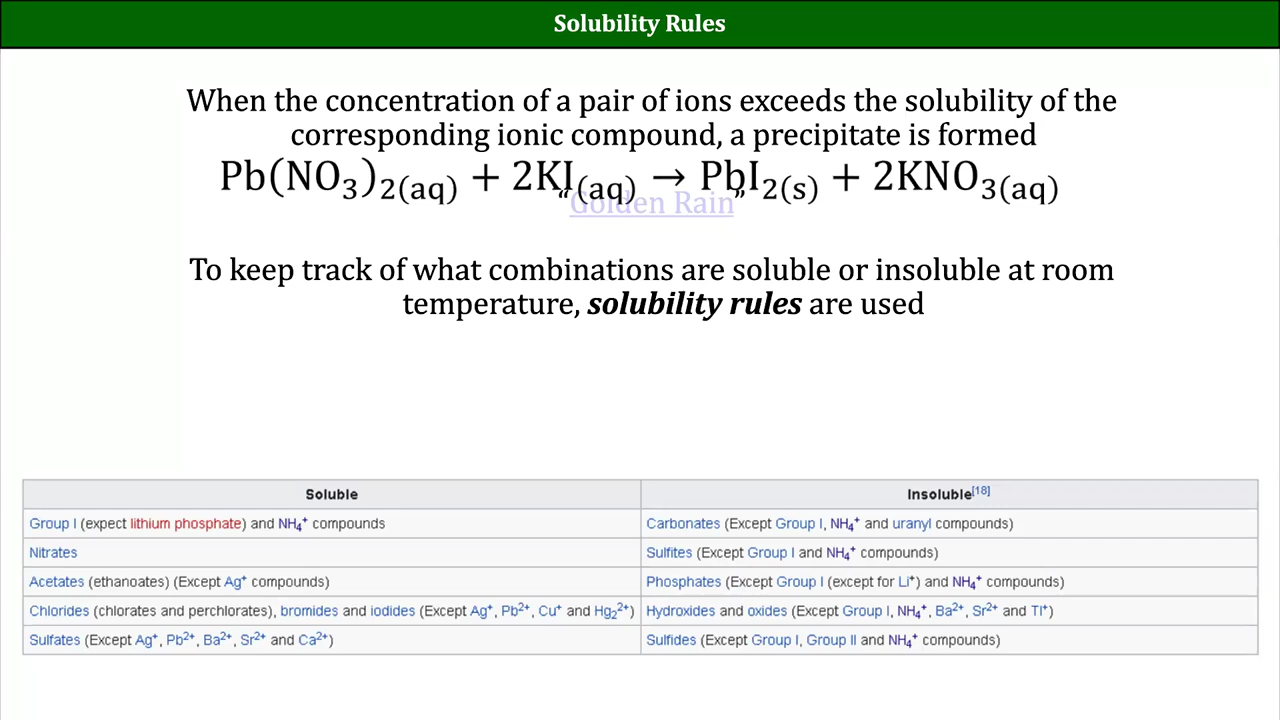 Solubility Rules
When the concentration of a pair of ions exceeds the solubility of the
corresponding ionic compound, a precipitate is formed
Pb(NO₃)₂(aq) + 2KI(aq) → PbI₂(s) + 2KNO₃(aq)
“Golden Rain”
To keep track of what combinations are soluble or insoluble at room
temperature, solubility rules are used
Soluble Insoluble[18]
Group I (expect lithium phosphate) and NH₄⁺ compounds Carbonates (Except Group I, NH₄⁺ and uranyl compounds)
Nitrates Sulfites (Except Group I and NH₄⁺ compounds)
Acetates (ethanoates) (Except Ag⁺ compounds) Phosphates (Except Group I (except for Li⁺) and NH₄⁺ compounds)
Chlorides (chlorates and perchlorates), bromides and iodides (Except Ag⁺, Pb²⁺, Cu⁺ and Hg₂²⁺) Hydroxides and oxides (Except Group I, NH₄⁺, Ba²⁺, Sr²⁺ and Tl⁺)
Sulfates (Except Ag⁺, Pb²⁺, Ba²⁺, Sr²⁺ and Ca²⁺) Sulfides (Except Group I, Group II and NH₄⁺ compounds)